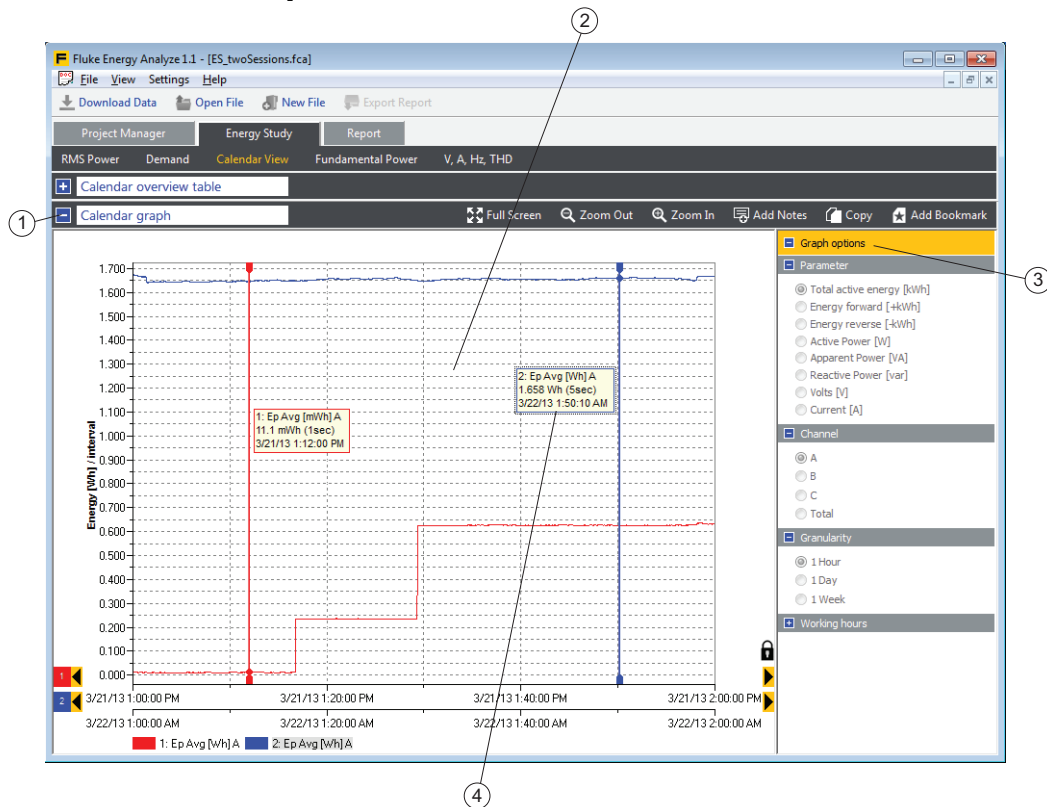 2
Fluke Energy Analyze 1.1 - [ES_twoSessions.fca]
File View Settings Help
Download Data Open File New File Export Report
Project Manager Energy Study Report
RMS Power Demand Calendar View Fundamental Power V, A, Hz, THD
Calendar overview table
1
Calendar graph Full Screen Zoom Out Zoom In Add Notes Copy Add Bookmark
Graph options
3
Parameter
Total active energy [kWh]
Energy forward [+kWh]
Energy reverse [-kWh]
Active Power [W]
Apparent Power [VA]
Reactive Power [var]
Volts [V]
Current [A]
Channel
A
B
C
Total
Granularity
1 Hour
1 Day
1 Week
Working hours
Energy [Wh] / interval
1.700
1.600
1.500
1.400
1.300
1.200
1.100
1.000
0.900
0.800
0.700
0.600
0.500
0.400
0.300
0.200
0.100
0.000
1: Ep Avg [mWh] A
11.1 mWh (1sec)
3/21/13 1:12:00 PM
2: Ep Avg [Wh] A
1.658 Wh (5sec)
3/22/13 1:50:10 AM
1
2
3/21/13 1:00:00 PM 3/21/13 1:20:00 PM 3/21/13 1:40:00 PM 3/21/13 2:00:00 PM
3/22/13 1:00:00 AM 3/22/13 1:20:00 AM 3/22/13 1:40:00 AM 3/22/13 2:00:00 AM
1: Ep Avg [Wh] A 2: Ep Avg [Wh] A
4